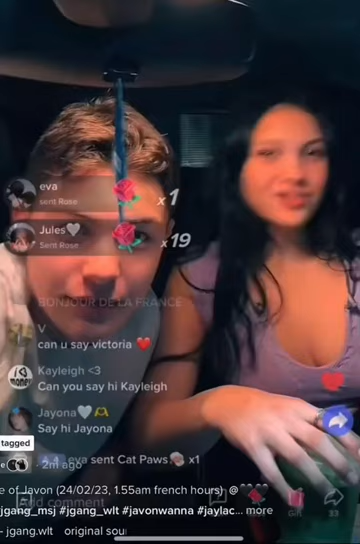 eva
sent Rose
x1
Jules🤍
Sent Rose
x19
BONJOUR DE LA FRANCE
V
can u say victoria ❤️
Kayleigh <3
Can you say hi Kayleigh
Jayona🤍🫶
Say hi Jayona
tagged
2m ago
eva sent Cat Paws x1
e of Javon (24/02/23, 1.55am french hours) @
Add comment
jgang_msj #jgang_wlt #javonwanna #jaylac... more
Gift
33
- jgang.wlt original sou